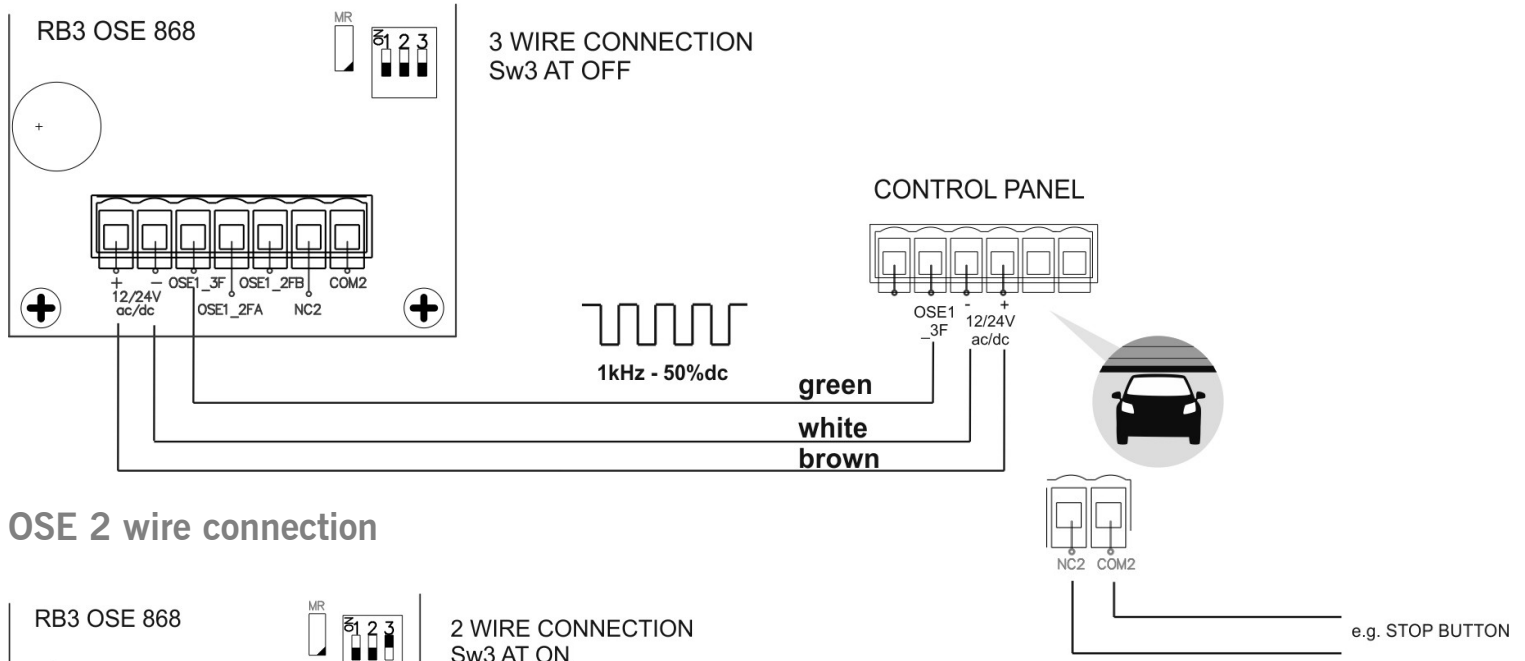 RB3 OSE 868
MR
ON
1 2 3
3 WIRE CONNECTION
Sw3 AT OFF
+ − OSE1_3F OSE1_2FB COM2
12/24V
ac/dc
OSE1_2FA NC2
CONTROL PANEL
OSE1
_3F
- +
12/24V
ac/dc
1kHz - 50%dc
green
white
brown
OSE 2 wire connection
NC2 COM2
e.g. STOP BUTTON
RB3 OSE 868
MR
ON
1 2 3
2 WIRE CONNECTION
Sw3 AT ON